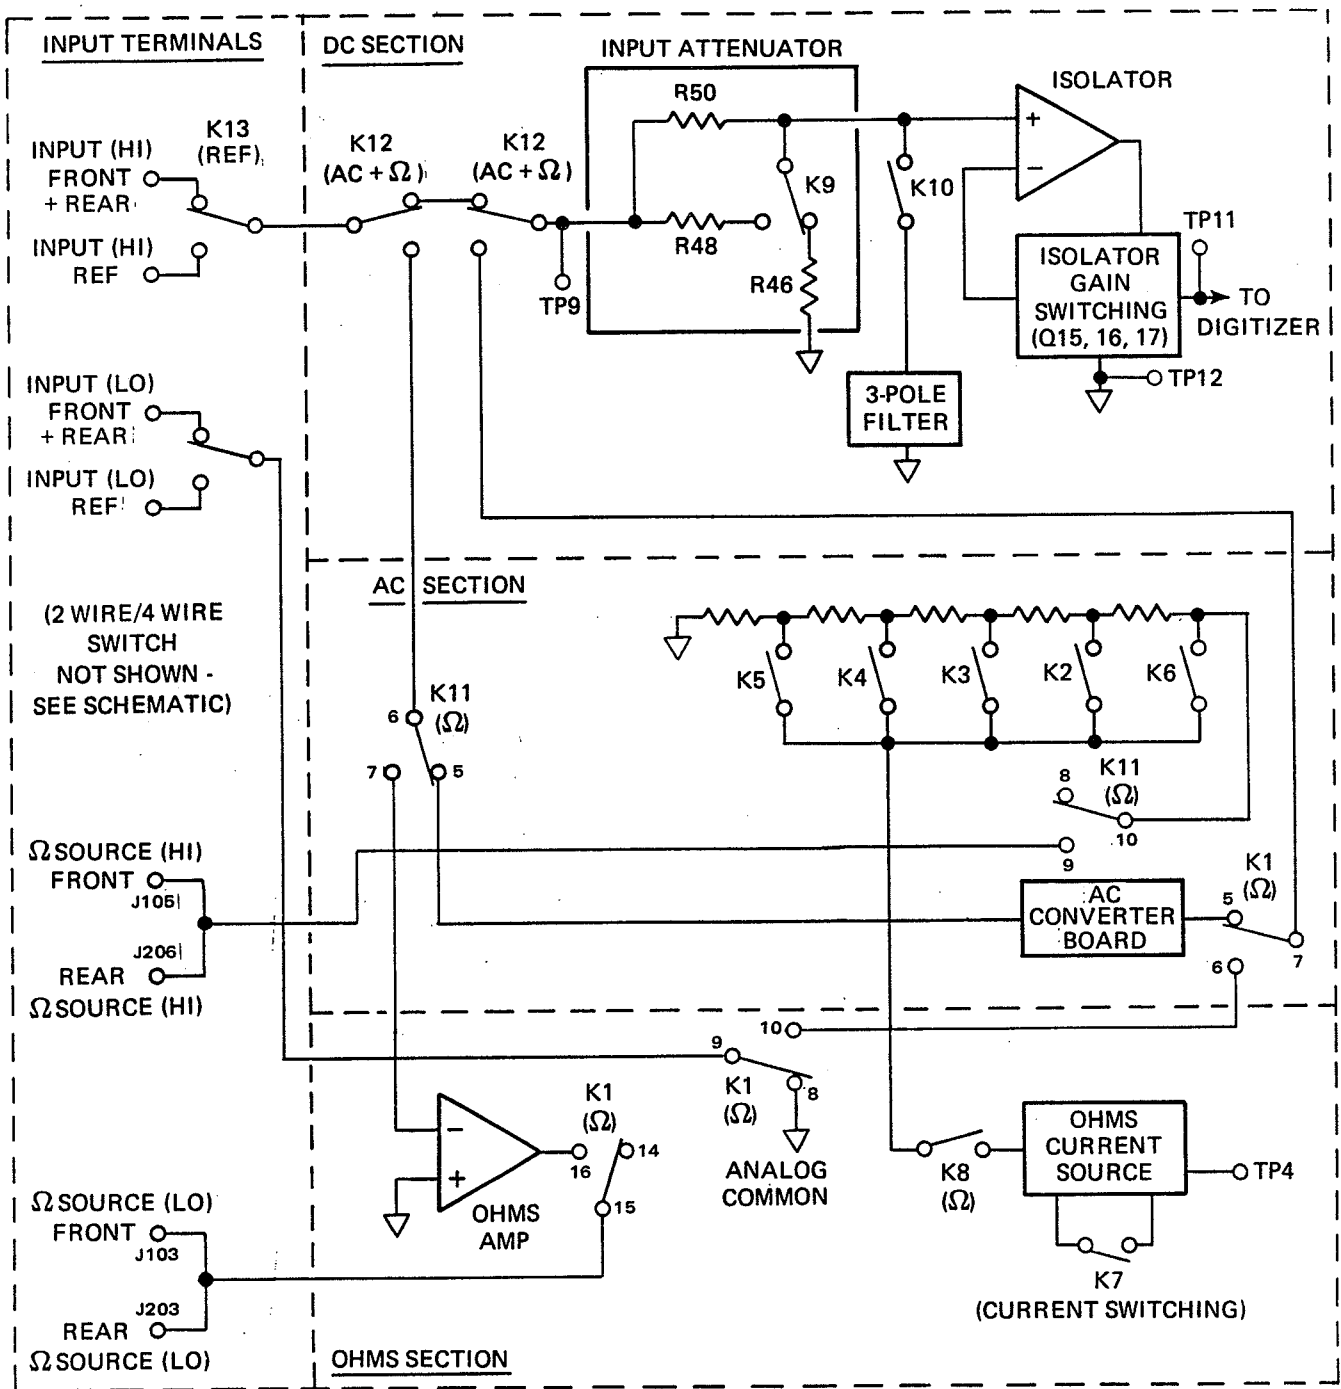 INPUT TERMINALS
DC SECTION
INPUT ATTENUATOR
ISOLATOR
R50
K13
(REF)
K12
(AC + Ω)
K12
(AC + Ω)
INPUT (HI)
FRONT
+ REAR
INPUT (HI)
REF
+
−
K9
K10
R48
R46
TP9
TP11
ISOLATOR
GAIN
SWITCHING
(Q15, 16, 17)
TO
DIGITIZER
TP12
3-POLE
FILTER
INPUT (LO)
FRONT
+ REAR
INPUT (LO)
REF
AC SECTION
(2 WIRE/4 WIRE
SWITCH
NOT SHOWN -
SEE SCHEMATIC)
K5
K4
K3
K2
K6
K11
(Ω)
6
7
5
K11
(Ω)
8
10
9
Ω SOURCE (HI)
FRONT
J105
J206
REAR
Ω SOURCE (HI)
AC
CONVERTER
BOARD
K1
(Ω)
5
6
7
10
9
8
K1
(Ω)
ANALOG
COMMON
K1
(Ω)
14
16
15
−
+
OHMS
AMP
K8
(Ω)
OHMS
CURRENT
SOURCE
TP4
K7
(CURRENT SWITCHING)
Ω SOURCE (LO)
FRONT
J103
J203
REAR
Ω SOURCE (LO)
OHMS SECTION